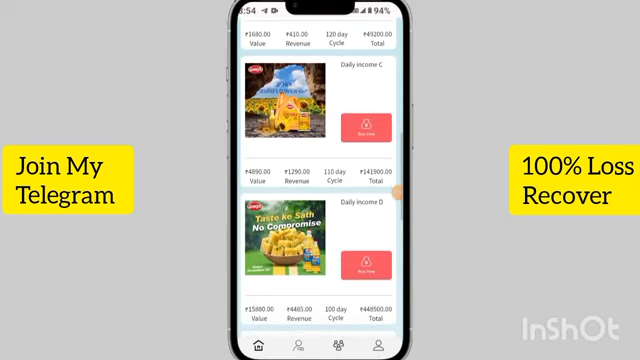 8:54
94%
₹1680.00 ₹410.00 120 day ₹49200.00
Value Revenue Cycle Total
Daily income C
Buy now
₹4890.00 ₹1290.00 110 day ₹141900.00
Value Revenue Cycle Total
Daily income D
Taste ke Sath
No Compromise
Buy now
₹15880.00 ₹4485.00 100 day ₹448500.00
Value Revenue Cycle Total
Join My
Telegram
100% Loss
Recover
InShOt